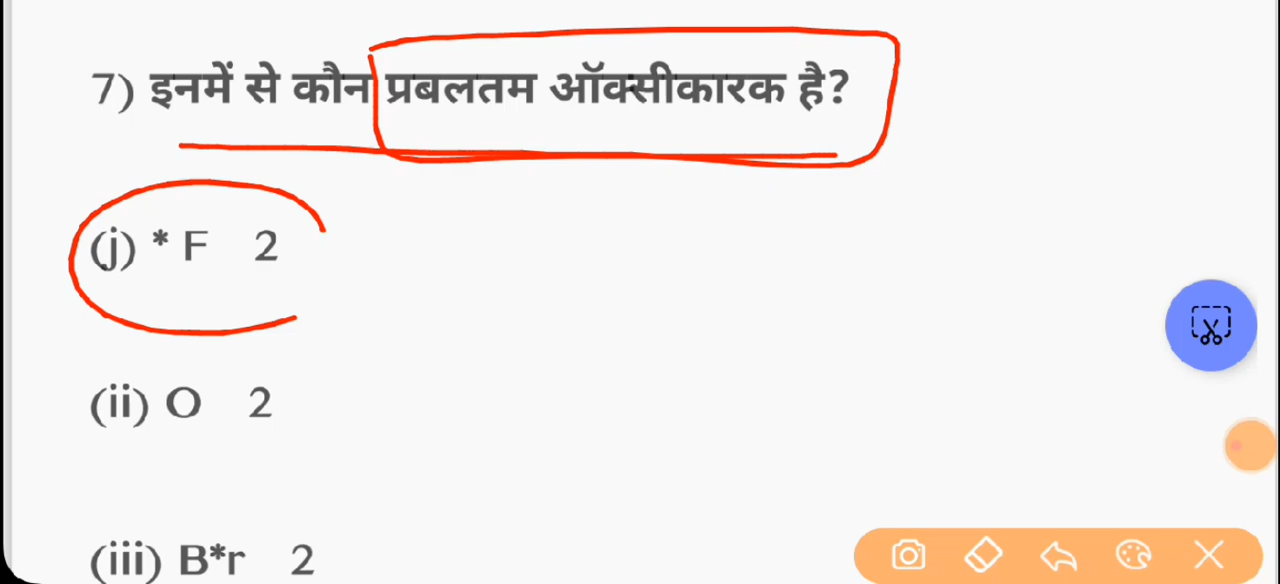 7) इनमें से कौन प्रबलतम ऑक्सीकारक है?
(j) * F 2
(ii) O 2
(iii) B*r 2